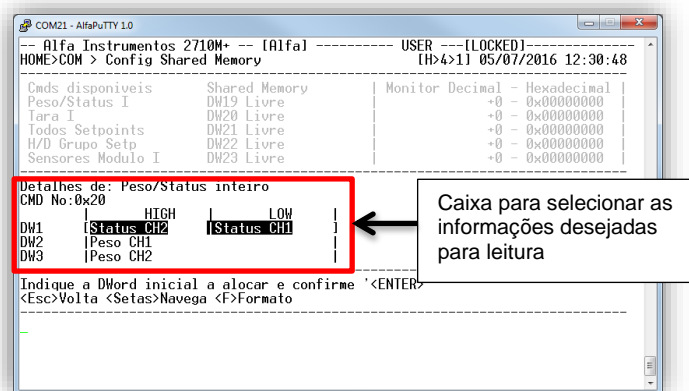 COM21 - AlfaPuTTY 1.0
-- Alfa Instrumentos 2710M+ -- [Alfa] ---------- USER ---[LOCKED]-------------
HOME>COM > Config Shared Memory [H>4>1] 05/07/2016 12:30:48
Cmds disponiveis Shared Memory | Monitor Decimal - Hexadecimal |
Peso/Status I DW19 Livre | +0 - 0x00000000 |
Tara I DW20 Livre | +0 - 0x00000000 |
Todos Setpoints DW21 Livre | +0 - 0x00000000 |
H/D Grupo Setp DW22 Livre | +0 - 0x00000000 |
Sensores Modulo I DW23 Livre | +0 - 0x00000000 |
Detalhes de: Peso/Status inteiro
CMD No:0x20
| HIGH | LOW |
DW1 [Status CH2 |Status CH1 ]
DW2 |Peso CH1 |
DW3 |Peso CH2 |
Caixa para selecionar as
informações desejadas
para leitura
Indique a DWord inicial a alocar e confirme '<ENTER>
<Esc>Volta <Setas>Navega <F>Formato